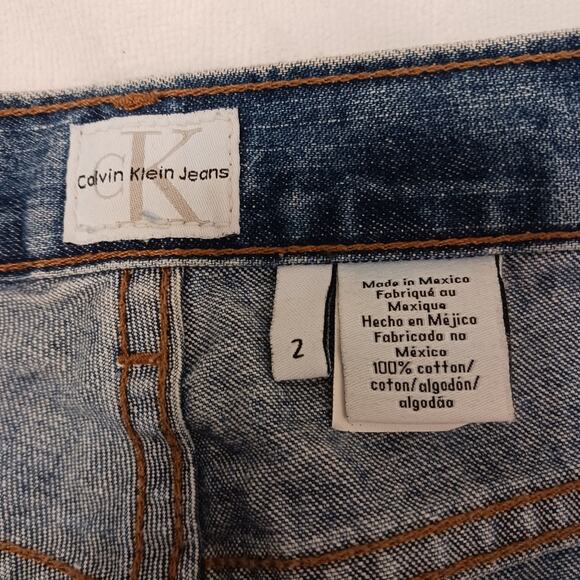 CK
Calvin Klein Jeans
2
Made in Mexico
Fabriqué au
Mexique
Hecho en Méjico
Fabricado no
México
100% cotton/
coton/algodón/
algodão